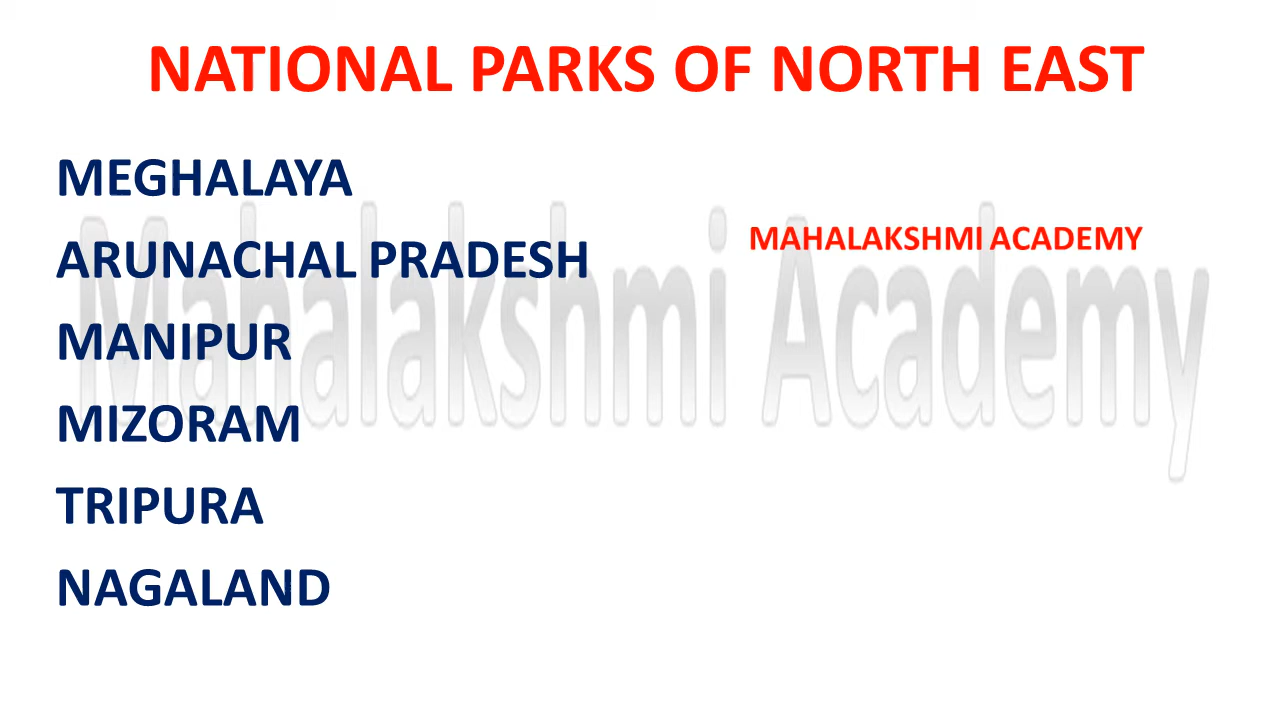 NATIONAL PARKS OF NORTH EAST
MEGHALAYA
MAHALAKSHMI ACADEMY
ARUNACHAL PRADESH
MANIPUR
MIZORAM
TRIPURA
NAGALAND
Mahalakshmi Academy